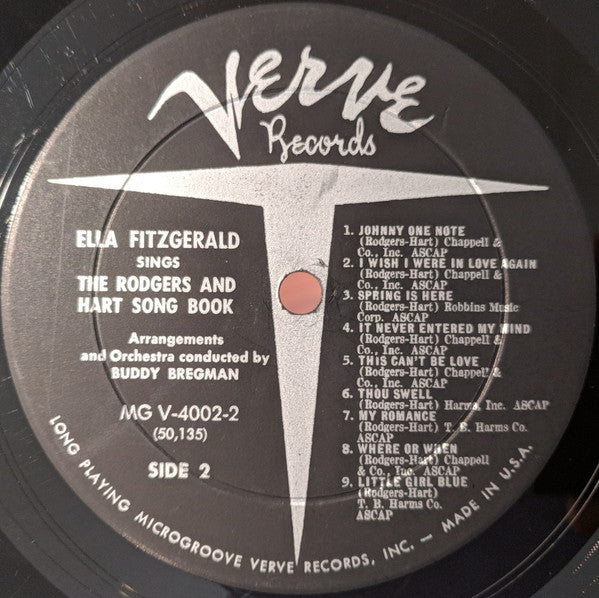 Verve
Records
ELLA FITZGERALD
SINGS
THE RODGERS AND
HART SONG BOOK
Arrangements
and Orchestra conducted by
BUDDY BREGMAN
MG V-4002-2
(50,135)
SIDE 2
1. JOHNNY ONE NOTE
(Rodgers-Hart) Chappell &
Co., Inc. ASCAP
2. I WISH I WERE IN LOVE AGAIN
(Rodgers-Hart) Chappell &
Co., Inc. ASCAP
3. SPRING IS HERE
(Rodgers-Hart) Robbins Music
Corp. ASCAP
4. IT NEVER ENTERED MY MIND
(Rodgers-Hart) Chappell &
Co., Inc. ASCAP
5. THIS CAN'T BE LOVE
(Rodgers-Hart) Chappell &
Co., Inc. ASCAP
6. THOU SWELL
(Rodgers-Hart) Harms, Inc. ASCAP
7. MY ROMANCE
(Rodgers-Hart) T. B. Harms Co.
ASCAP
8. WHERE OR WHEN
(Rodgers-Hart) Chappell
& Co., Inc. ASCAP
9. LITTLE GIRL BLUE
(Rodgers-Hart)
T. B. Harms Co.
ASCAP
LONG PLAYING MICROGROOVE VERVE RECORDS, INC. — MADE IN U.S.A.